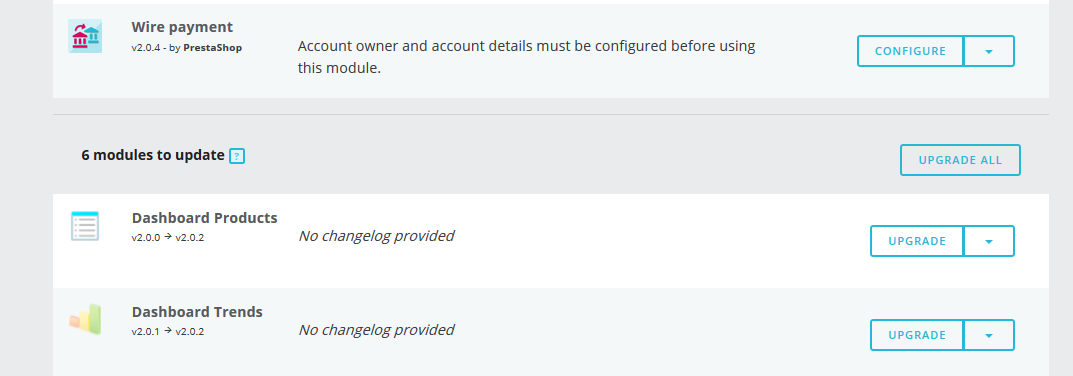 Wire payment
v2.0.4 - by PrestaShop
Account owner and account details must be configured before using
this module.
CONFIGURE
6 modules to update ?
UPGRADE ALL
Dashboard Products
v2.0.0 → v2.0.2
No changelog provided
UPGRADE
Dashboard Trends
v2.0.1 → v2.0.2
No changelog provided
UPGRADE